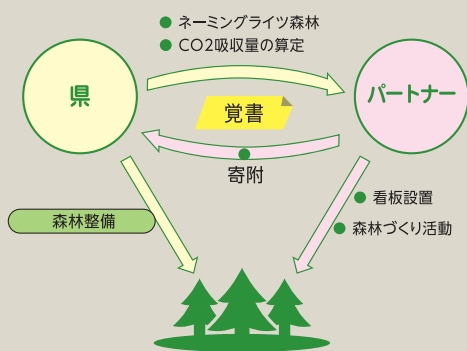 ネーミングライツ森林
CO2吸収量の算定
県
パートナー
覚書
寄附
看板設置
森林整備
森林づくり活動